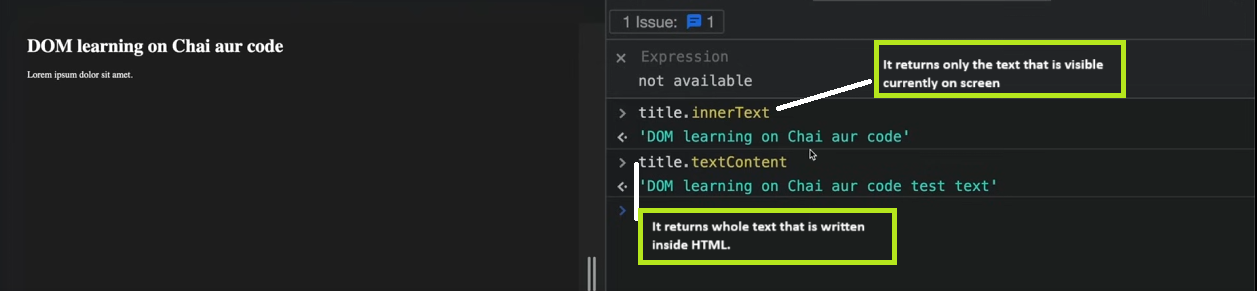 DOM learning on Chai aur code
Lorem ipsum dolor sit amet.
1 Issue: 1
Expression
not available
It returns only the text that is visible
currently on screen
title.innerText
'DOM learning on Chai aur code'
title.textContent
'DOM learning on Chai aur code test text'
It returns whole text that is written
inside HTML.